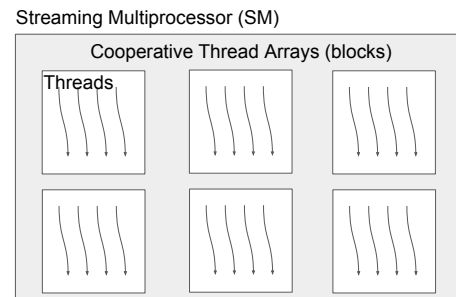 Streaming Multiprocessor (SM)
Cooperative Thread Arrays (blocks)
Threads